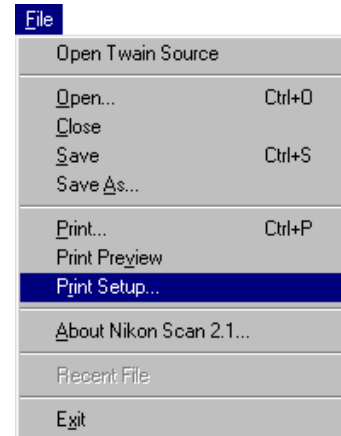 File
Open Twain Source
Open... Ctrl+O
Close
Save Ctrl+S
Save As...
Print... Ctrl+P
Print Preview
Print Setup...
About Nikon Scan 2.1...
Recent File
Exit